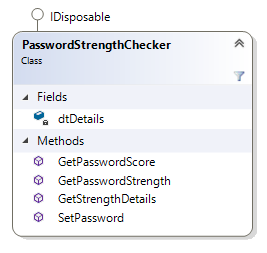 IDisposable
PasswordStrengthChecker
Class
Fields
dtDetails
Methods
GetPasswordScore
GetPasswordStrength
GetStrengthDetails
SetPassword